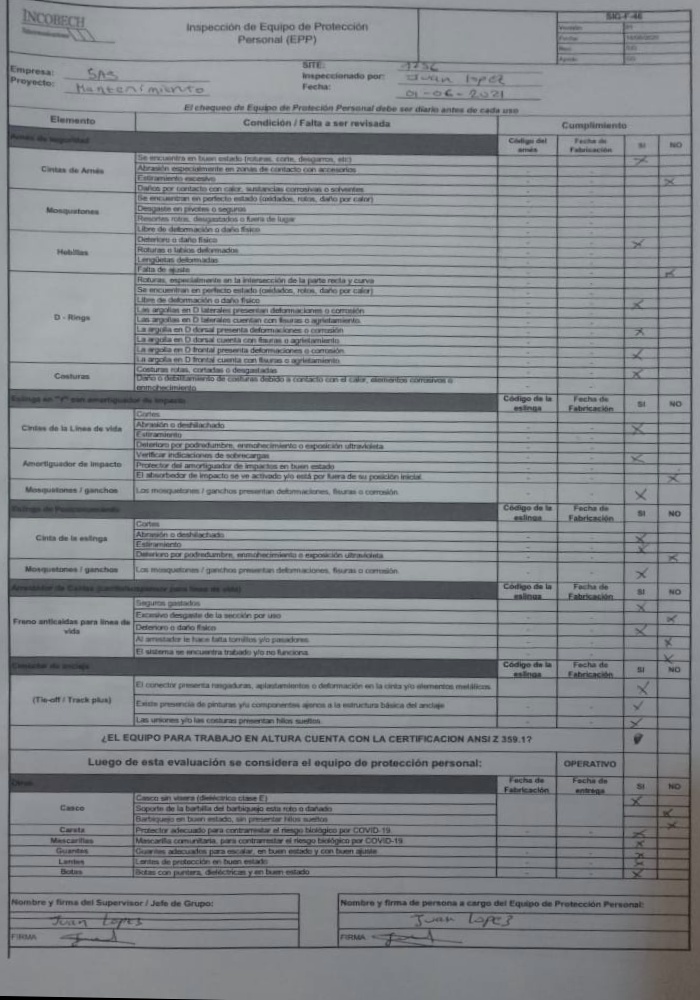 INCOBECH
Inspección de Equipo de Protección
Personal (EPP)
SIG-F-46
Empresa: SAS
Proyecto: Mantenimiento
SITE:
Inspeccionado por: Juan Lopez
Fecha: 01-06-2021
El chequeo de Equipo de Proteción Personal debe ser diario antes de cada uso
Elemento Condición / Falta a ser revisada Cumplimiento
Arnés de seguridad Código del arnés Fecha de Fabricación SI NO
Cintas de Arnés
Se encuentra en buen estado (roturas, corte, desgarros, etc)
Abrasión especialmente en zonas de contacto con accesorios
Estiramiento excesivo
Daños por contacto con calor, sustancias corrosivas o solventes.
Mosquetones
Se encuentran en perfecto estado (oxidados, rotos, daño por calor)
Desgaste en pivotes o seguros
Resortes rotos, desgastados o fuera de lugar
Libre de deformación o daño físico
Hebillas
Deterioro o daño físico
Roturas o labios deformados
Lengüetas deformadas
Falta de ajuste
D - Rings
Roturas, especialmente en la intersección de la parte recta y curva
Se encuentran en perfecto estado (oxidados, rotos, daño por calor)
Libre de deformación o daño físico
Las argollas en D laterales presentan deformaciones o corrosión
Las argollas en D laterales cuentan con fisuras o agrietamiento.
La argolla en D dorsal presenta deformaciones o corrosión
La argolla en D dorsal cuenta con fisuras o agrietamiento
La argolla en D frontal presenta deformaciones o corrosión
La argolla en D frontal cuenta con fisuras o agrietamiento
Costuras
Costuras rotas, cortadas o desgastadas
Daño o debilitamiento de costuras debido a contacto con el calor, elementos corrosivos o
enmohecimiento
Eslinga en "Y" con amortiguador de impacto Código de la eslinga Fecha de Fabricación SI NO
Cintas de la Línea de vida
Cortes
Abrasión o deshilachado
Estiramiento
Deterioro por podredumbre, enmohecimiento o exposición ultravioleta
Amortiguador de impacto
Verificar indicaciones de sobrecargas
Protector del amortiguador de impactos en buen estado
El absorbedor de impacto se ve activado y/o está por fuera de su posición inicial.
Mosquetones / ganchos
Los mosquetones / ganchos presentan deformaciones, fisuras o corrosión.
Eslinga de Posicionamiento Código de la eslinga Fecha de Fabricación SI NO
Cinta de la eslinga
Cortes
Abrasión o deshilachado
Estiramiento
Deterioro por podredumbre, enmohecimiento o exposición ultravioleta
Mosquetones / ganchos
Los mosquetones / ganchos presentan deformaciones, fisuras o corrosión.
Código de la eslinga Fecha de Fabricación SI NO
Freno anticaídas para línea de vida
Seguros gastados
Excesivo desgaste de la sección por uso
Deterioro o daño físico
Al arrestador le hace falta tornillos y/o pasadores.
El sistema se encuentra trabado y/o no funciona.
Conector de anclaje Código de la eslinga Fecha de Fabricación SI NO
(Tie-off / Track plus)
El conector presenta rasgaduras, aplastamientos o deformación en la cinta y/o elementos metálicos.
Existe presencia de pinturas y/u componentes ajenos a la estructura básica del anclaje
Las uniones y/o las costuras presentan hilos sueltos.
¿EL EQUIPO PARA TRABAJO EN ALTURA CUENTA CON LA CERTIFICACION ANSI Z 359.1?
Luego de esta evaluación se considera el equipo de protección personal: OPERATIVO
Otros Fecha de Fabricación Fecha de entrega SI NO
Casco
Casco sin visera (dieléctrico clase E)
Soporte de la barbilla del barbiquejo esta roto o dañado
Barbiquejo en buen estado, sin presentar hilos sueltos
Careta Protector adecuado para contrarrestar el riesgo biológico por COVID-19
Mascarillas Mascarilla comunitaria, para contrarrestar el riesgo biológico por COVID-19
Guantes Guantes adecuados para escalar, en buen estado y con buen ajuste
Lentes Lentes de protección en buen estado
Botas Botas con puntera, dieléctricas y en buen estado
Nombre y firma del Supervisor / Jefe de Grupo: Nombre y firma de persona a cargo del Equipo de Protección Personal:
Juan Lopez Juan Lopez
FIRMA FIRMA